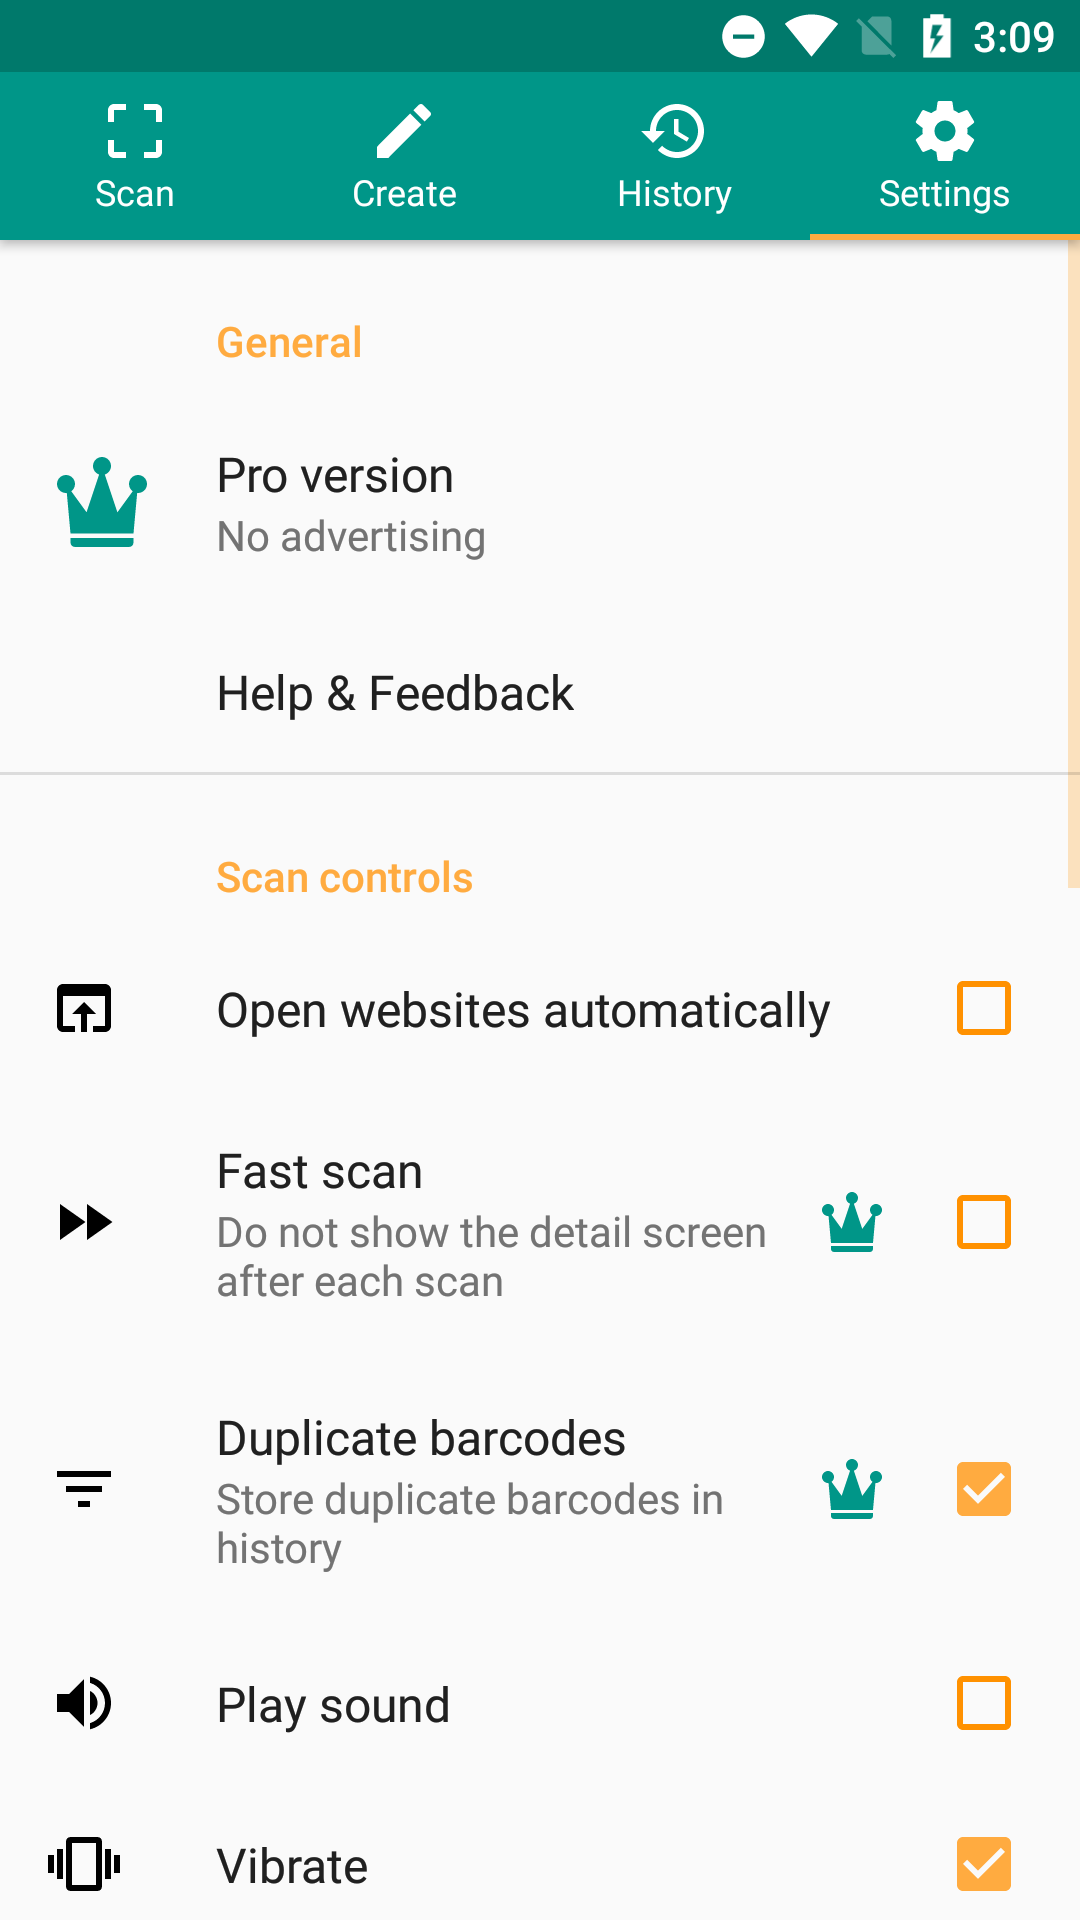 3:09
Scan
Create
History
Settings
General
Pro version
No advertising
Help & Feedback
Scan controls
Open websites automatically
Fast scan
Do not show the detail screen
after each scan
Duplicate barcodes
Store duplicate barcodes in
history
Play sound
Vibrate